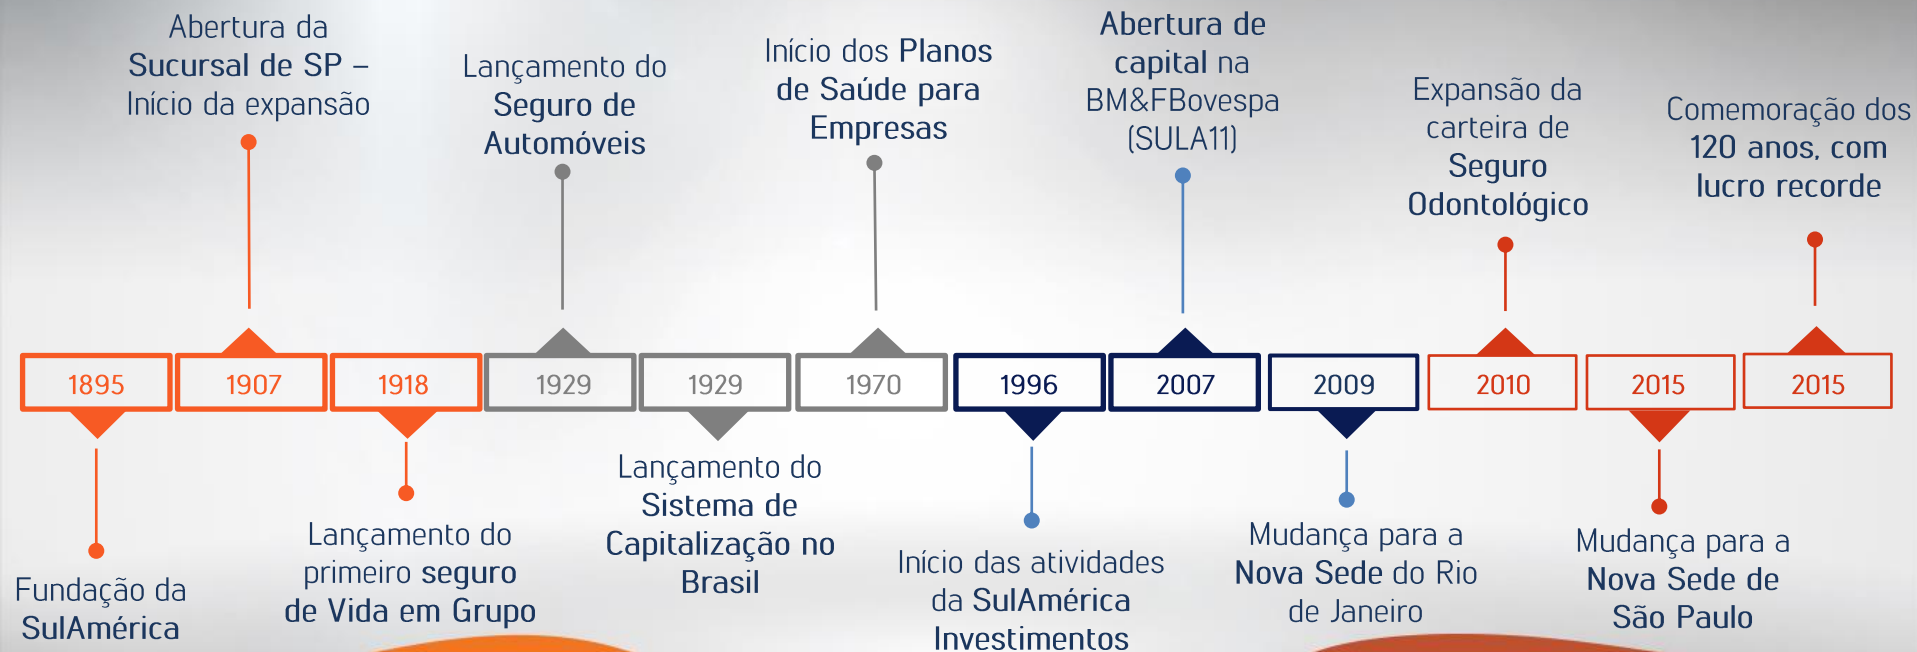 Abertura da
Sucursal de SP –
Início da expansão
Lançamento do
Seguro de
Automóveis
Início dos Planos
de Saúde para
Empresas
Abertura de
capital na
BM&FBovespa
(SULA11)
Expansão da
carteira de
Seguro
Odontológico
Comemoração dos
120 anos, com
lucro recorde
1895 1907 1918 1929 1929 1970 1996 2007 2009 2010 2015 2015
Fundação da
SulAmérica
Lançamento do
primeiro seguro
de Vida em Grupo
Lançamento do
Sistema de
Capitalização no
Brasil
Início das atividades
da SulAmérica
Investimentos
Mudança para a
Nova Sede do Rio
de Janeiro
Mudança para a
Nova Sede de
São Paulo